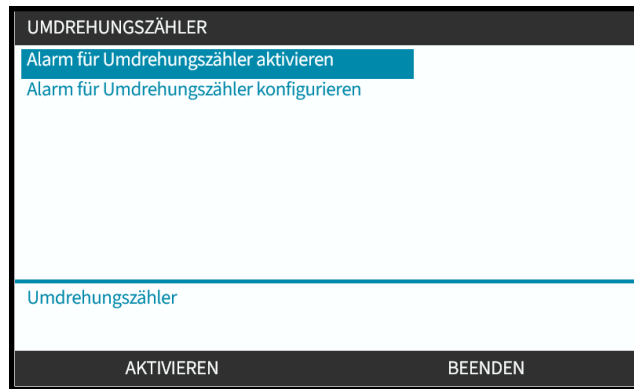 UMDREHUNGSZÄHLER
Alarm für Umdrehungszähler aktivieren
Alarm für Umdrehungszähler konfigurieren
Umdrehungszähler
AKTIVIEREN BEENDEN